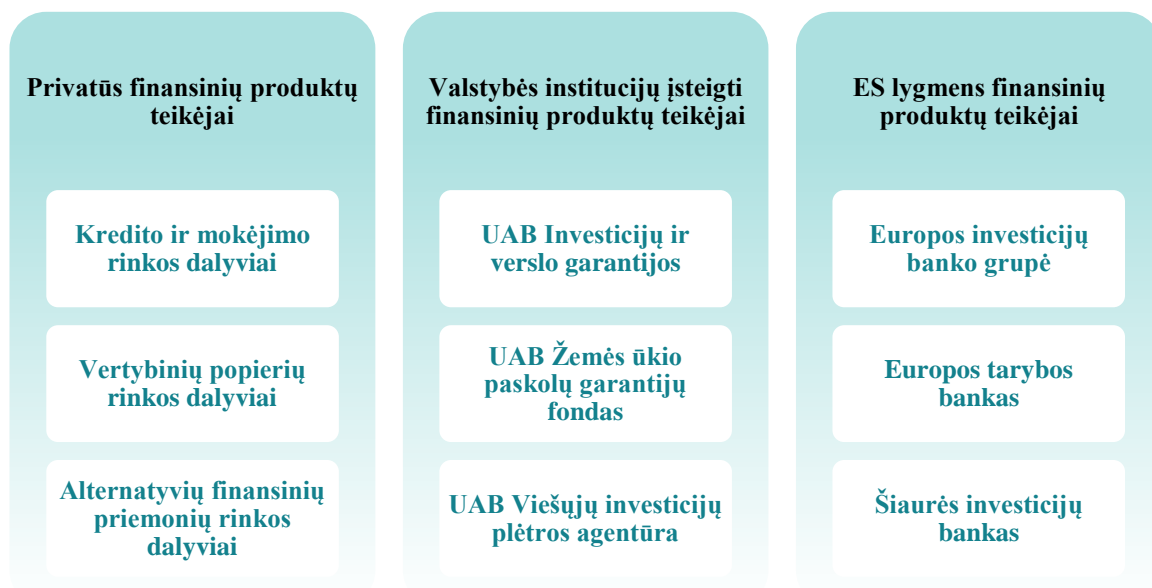 Privatūs finansinių produktų
teikėjai
Kredito ir mokėjimo
rinkos dalyviai
Vertybinių popierių
rinkos dalyviai
Alternatyvių finansinių
priemonių rinkos
dalyviai
Valstybės institucijų įsteigti
finansinių produktų teikėjai
UAB Investicijų ir
verslo garantijos
UAB Žemės ūkio
paskolų garantijų
fondas
UAB Viešųjų investicijų
plėtros agentūra
ES lygmens finansinių
produktų teikėjai
Europos investicijų
banko grupė
Europos tarybos
bankas
Šiaurės investicijų
bankas